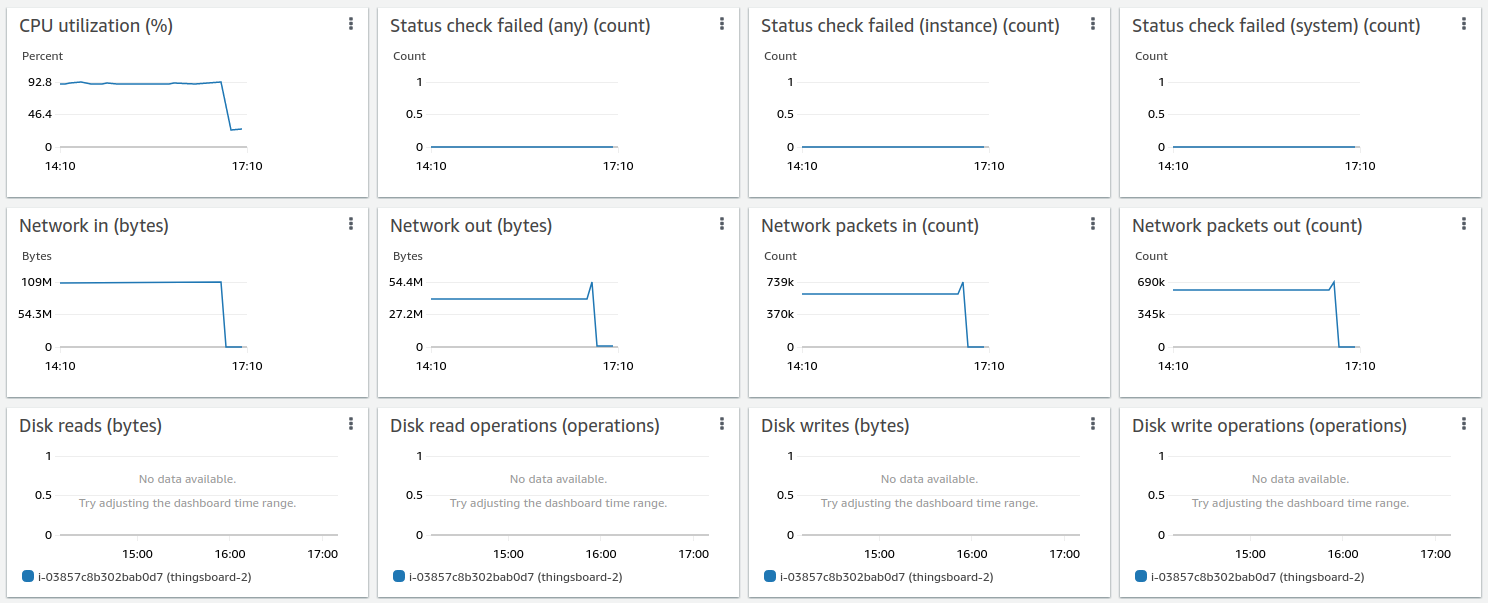 CPU utilization (%)
Percent
92.8
46.4
0
14:10 17:10
Status check failed (any) (count)
Count
1
0.5
0
14:10 17:10
Status check failed (instance) (count)
Count
1
0.5
0
14:10 17:10
Status check failed (system) (count)
Count
1
0.5
0
14:10 17:10
Network in (bytes)
Bytes
109M
54.3M
0
14:10 17:10
Network out (bytes)
Bytes
54.4M
27.2M
0
14:10 17:10
Network packets in (count)
Count
739k
370k
0
14:10 17:10
Network packets out (count)
Count
690k
345k
0
14:10 17:10
Disk reads (bytes)
1
No data available.
0.5
Try adjusting the dashboard time range.
0
15:00 16:00 17:00
i-03857c8b302bab0d7 (thingsboard-2)
Disk read operations (operations)
1
No data available.
0.5
Try adjusting the dashboard time range.
0
15:00 16:00 17:00
i-03857c8b302bab0d7 (thingsboard-2)
Disk writes (bytes)
1
No data available.
0.5
Try adjusting the dashboard time range.
0
15:00 16:00 17:00
i-03857c8b302bab0d7 (thingsboard-2)
Disk write operations (operations)
1
No data available.
0.5
Try adjusting the dashboard time range.
0
15:00 16:00 17:00
i-03857c8b302bab0d7 (thingsboard-2)